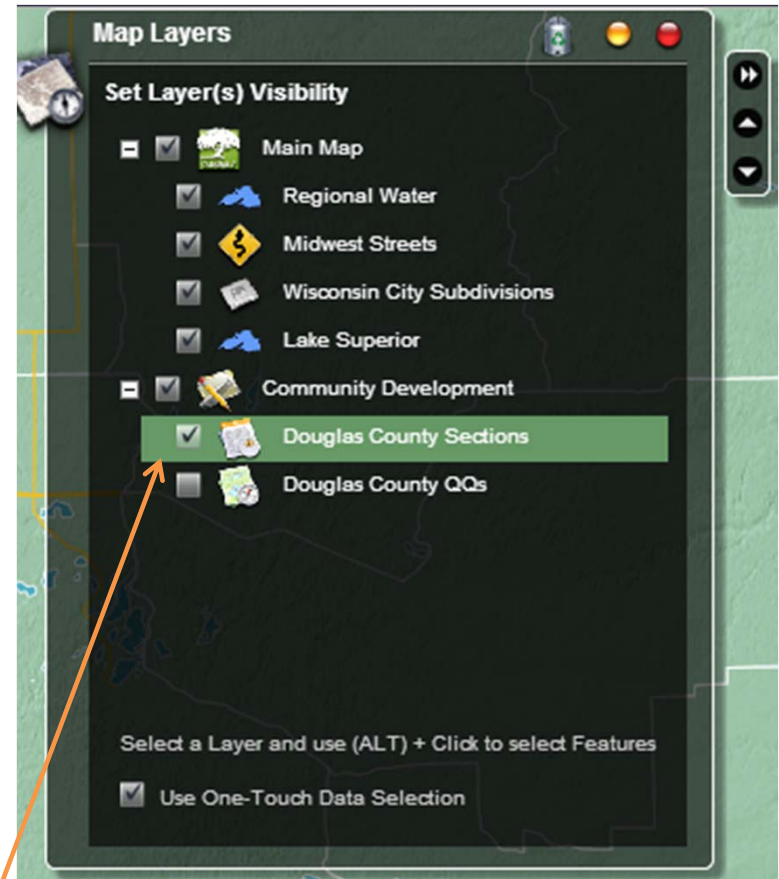 Map Layers
Set Layer(s) Visibility
Main Map
Regional Water
Midwest Streets
Wisconsin City Subdivisions
Lake Superior
Community Development
Douglas County Sections
Douglas County QQs
Select a Layer and use (ALT) + Click to select Features
Use One-Touch Data Selection